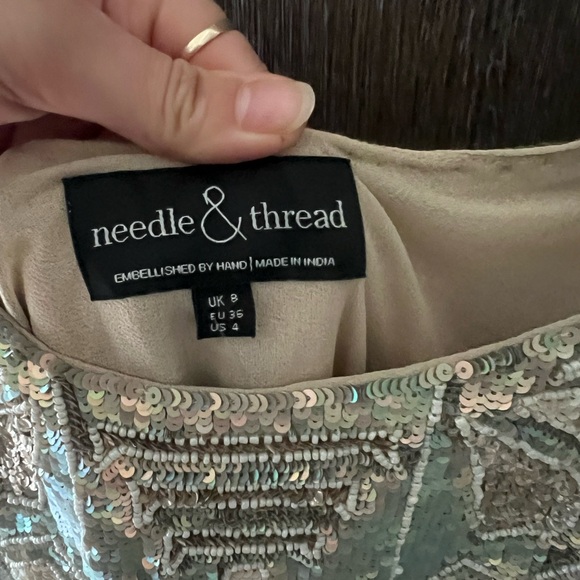 needle & thread
EMBELLISHED BY HAND | MADE IN INDIA
UK 8
EU 36
US 4